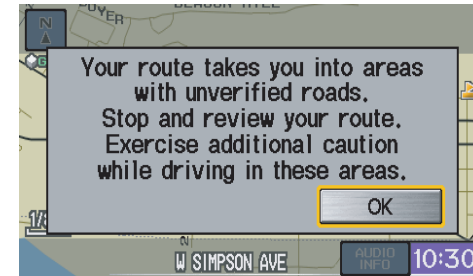 N
Your route takes you into areas
with unverified roads.
Stop and review your route.
Exercise additional caution
while driving in these areas.
OK
W SIMPSON AVE
AUDIO
INFO
10:30